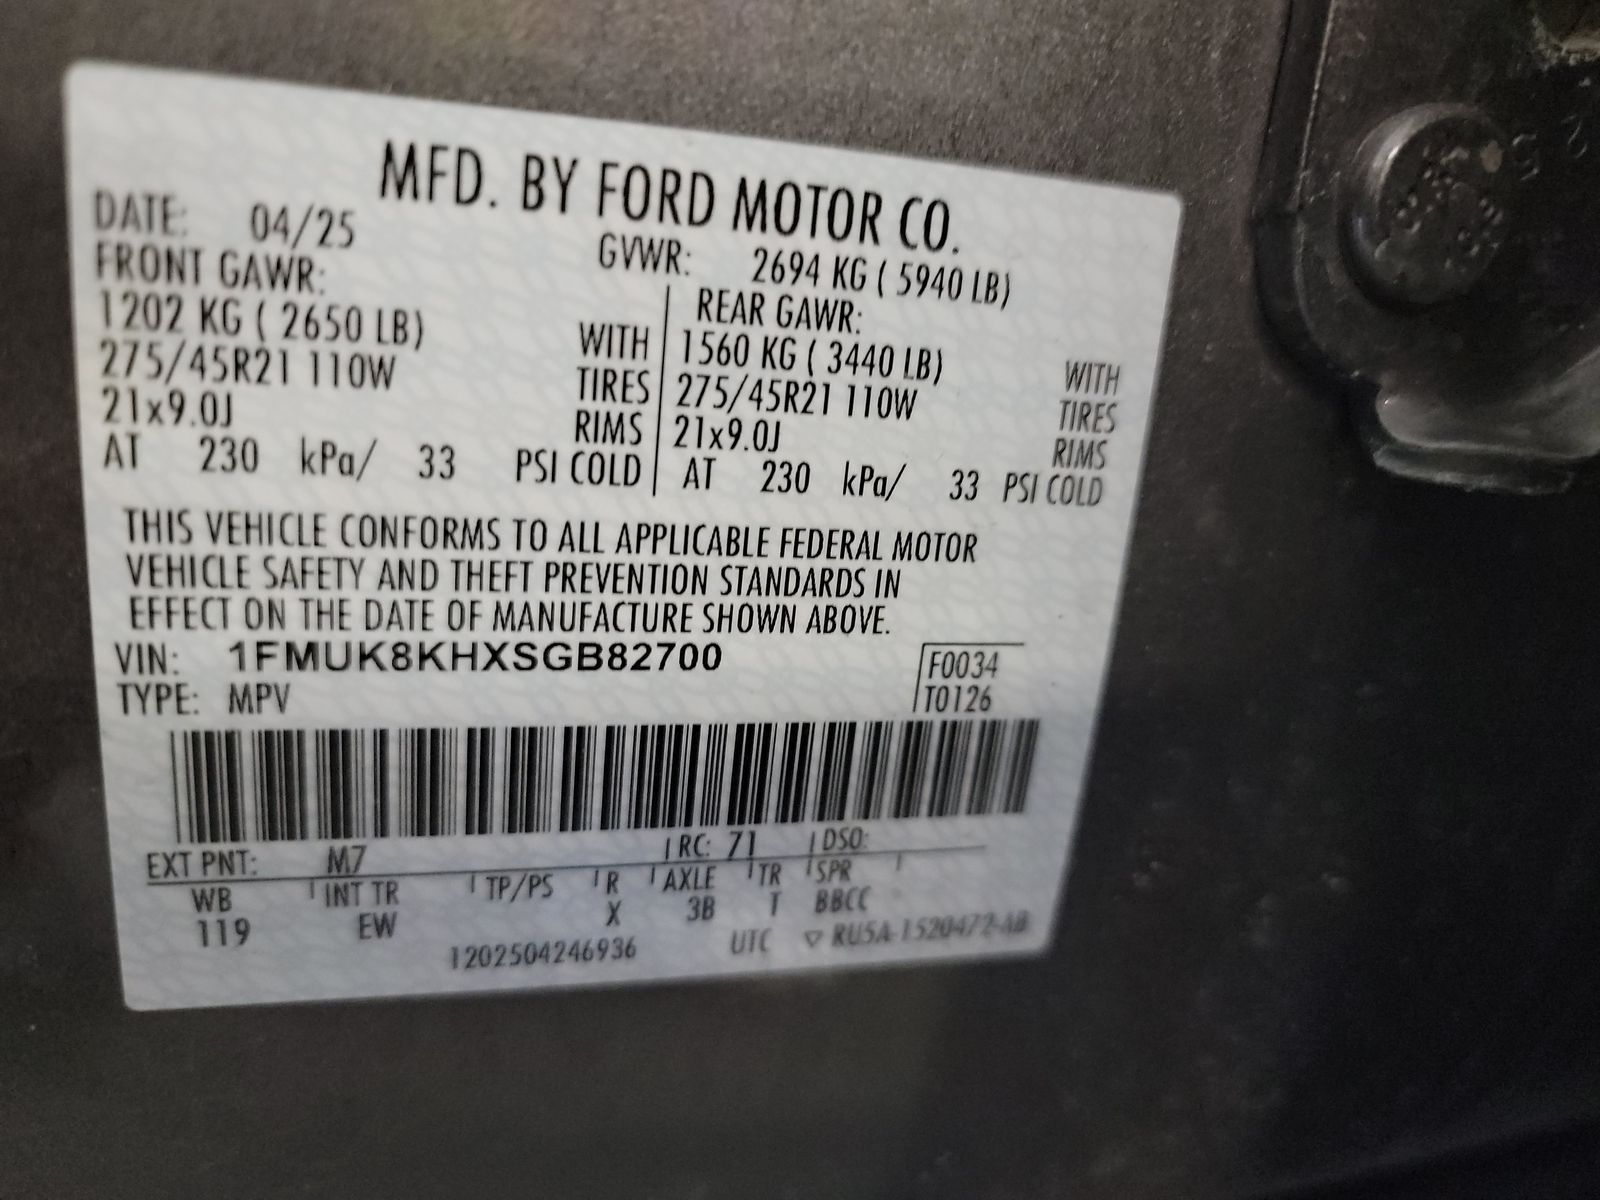 MFD. BY FORD MOTOR CO.
DATE: 04/25 GVWR: 2694 KG ( 5940 LB)
FRONT GAWR: REAR GAWR:
1202 KG ( 2650 LB) WITH 1560 KG ( 3440 LB) WITH
275/45R21 110W TIRES 275/45R21 110W TIRES
21x9.0J RIMS 21x9.0J RIMS
AT 230 kPa/ 33 PSI COLD AT 230 kPa/ 33 PSI COLD
THIS VEHICLE CONFORMS TO ALL APPLICABLE FEDERAL MOTOR
VEHICLE SAFETY AND THEFT PREVENTION STANDARDS IN
EFFECT ON THE DATE OF MANUFACTURE SHOWN ABOVE.
VIN: 1FMUK8KHXSGB82700 F0034
TYPE: MPV T0126
EXT PNT: M7 RC: 71 DSO:
WB INT TR TP/PS R AXLE TR SPR
119 EW X 3B T BBCC
1202504246936 UTC ▽ RU5A-1520472-AB
5 2